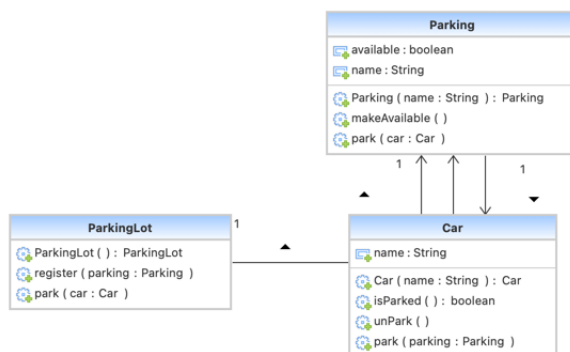 Parking
available : boolean
name : String
Parking ( name : String ) : Parking
makeAvailable ( )
park ( car : Car )
1
1
ParkingLot
1
ParkingLot ( ) : ParkingLot
register ( parking : Parking )
park ( car : Car )
Car
name : String
Car ( name : String ) : Car
isParked ( ) : boolean
unPark ( )
park ( parking : Parking )